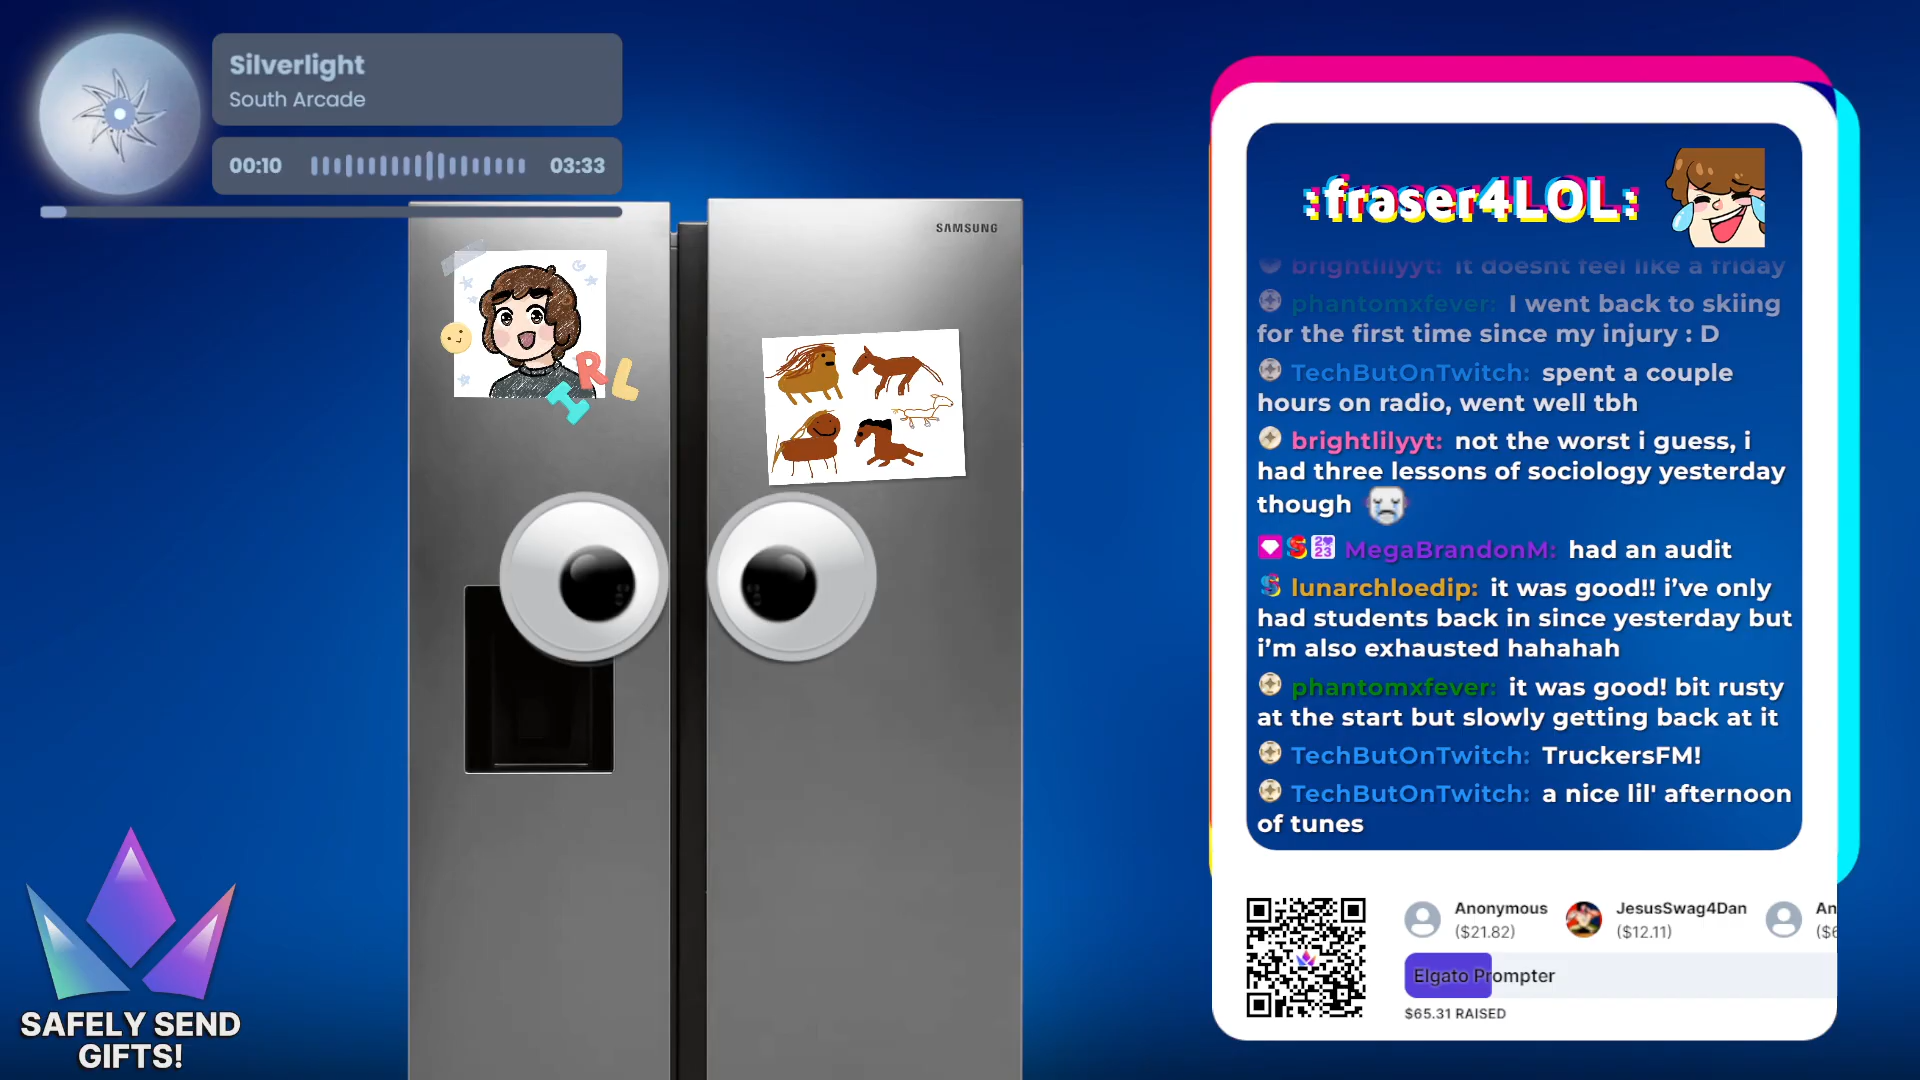 Silverlight
South Arcade
00:10
03:33
SAMSUNG
I R L
:fraser4LOL:
brightlilyyt: it doesnt feel like a friday
phantomxfever: I went back to skiing
for the first time since my injury : D
TechButOnTwitch: spent a couple
hours on radio, went well tbh
brightlilyyt: not the worst i guess, i
had three lessons of sociology yesterday
though
S 2023 MegaBrandonM: had an audit
S lunarchloedip: it was good!! i’ve only
had students back in since yesterday but
i’m also exhausted hahahah
phantomxfever: it was good! bit rusty
at the start but slowly getting back at it
TechButOnTwitch: TruckersFM!
TechButOnTwitch: a nice lil' afternoon
of tunes
Anonymous
($21.82)
JesusSwag4Dan
($12.11)
An
($6
Elgato Prompter
$65.31 RAISED
SAFELY SEND
GIFTS!